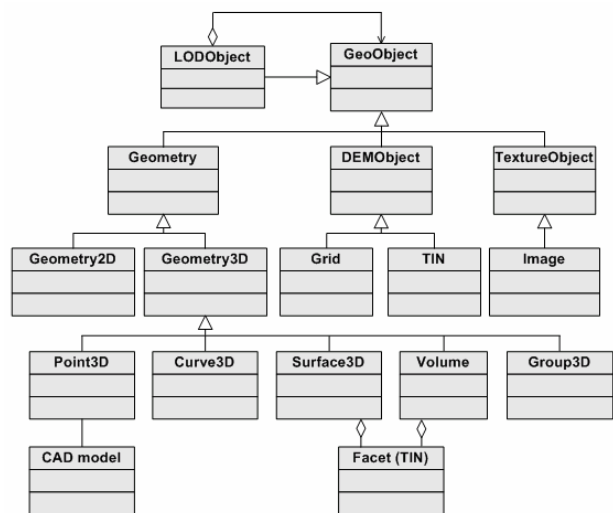 LODObject
GeoObject
Geometry
DEMObject
TextureObject
Geometry2D
Geometry3D
Grid
TIN
Image
Point3D
Curve3D
Surface3D
Volume
Group3D
CAD model
Facet (TIN)